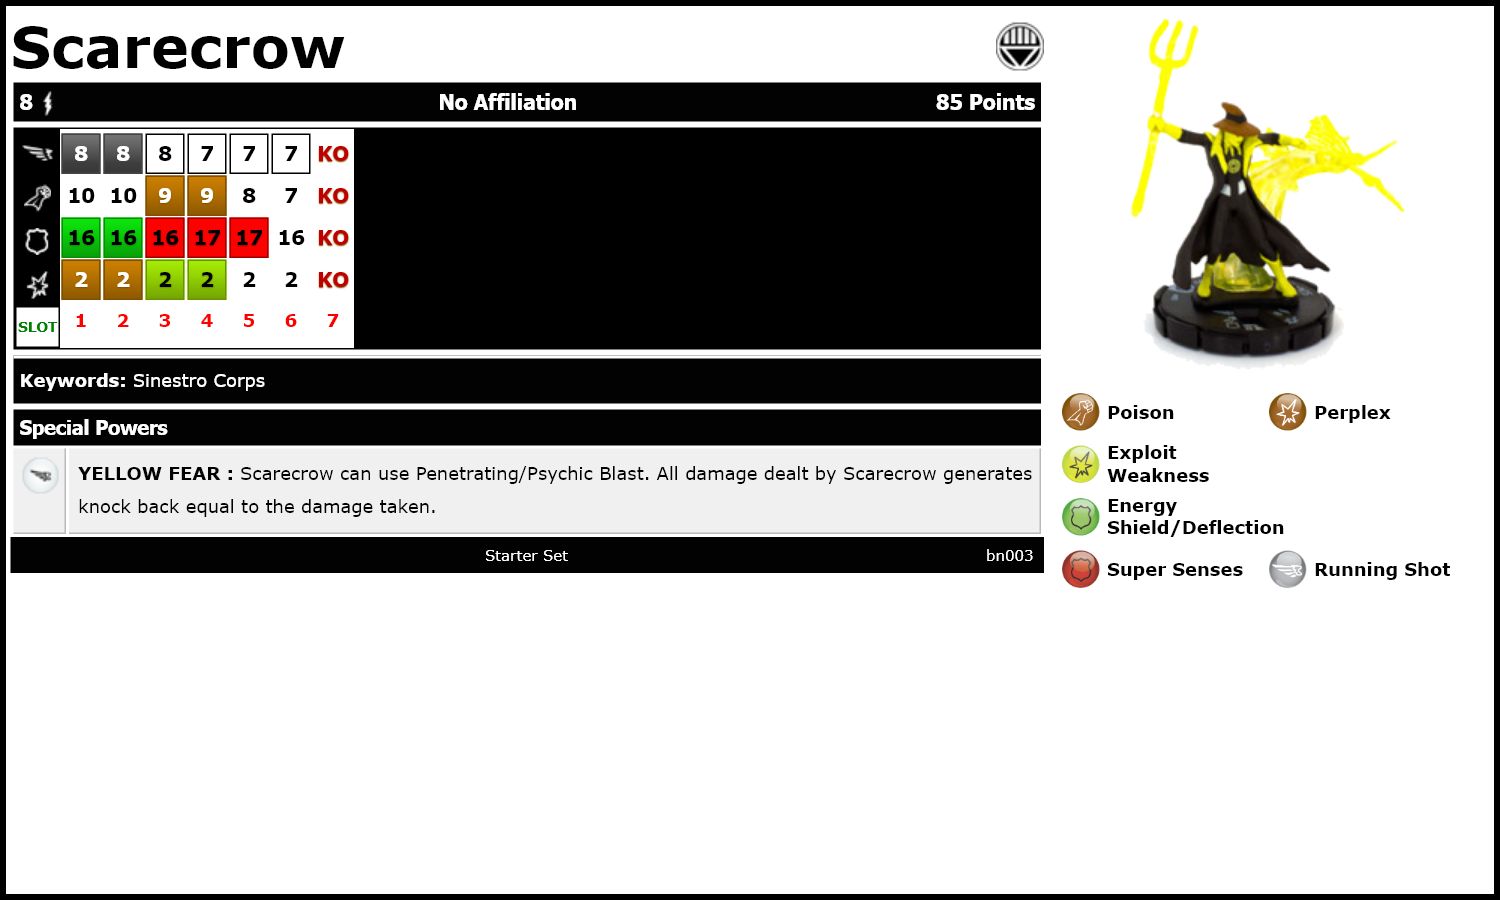 Scarecrow
8 No Affiliation 85 Points
8 8 8 7 7 7 KO
10 10 9 9 8 7 KO
16 16 16 17 17 16 KO
2 2 2 2 2 2 KO
SLOT 1 2 3 4 5 6 7
Keywords: Sinestro Corps
Special Powers
YELLOW FEAR : Scarecrow can use Penetrating/Psychic Blast. All damage dealt by Scarecrow generates
knock back equal to the damage taken.
Starter Set bn003
Poison Perplex
Exploit
Weakness
Energy
Shield/Deflection
Super Senses Running Shot